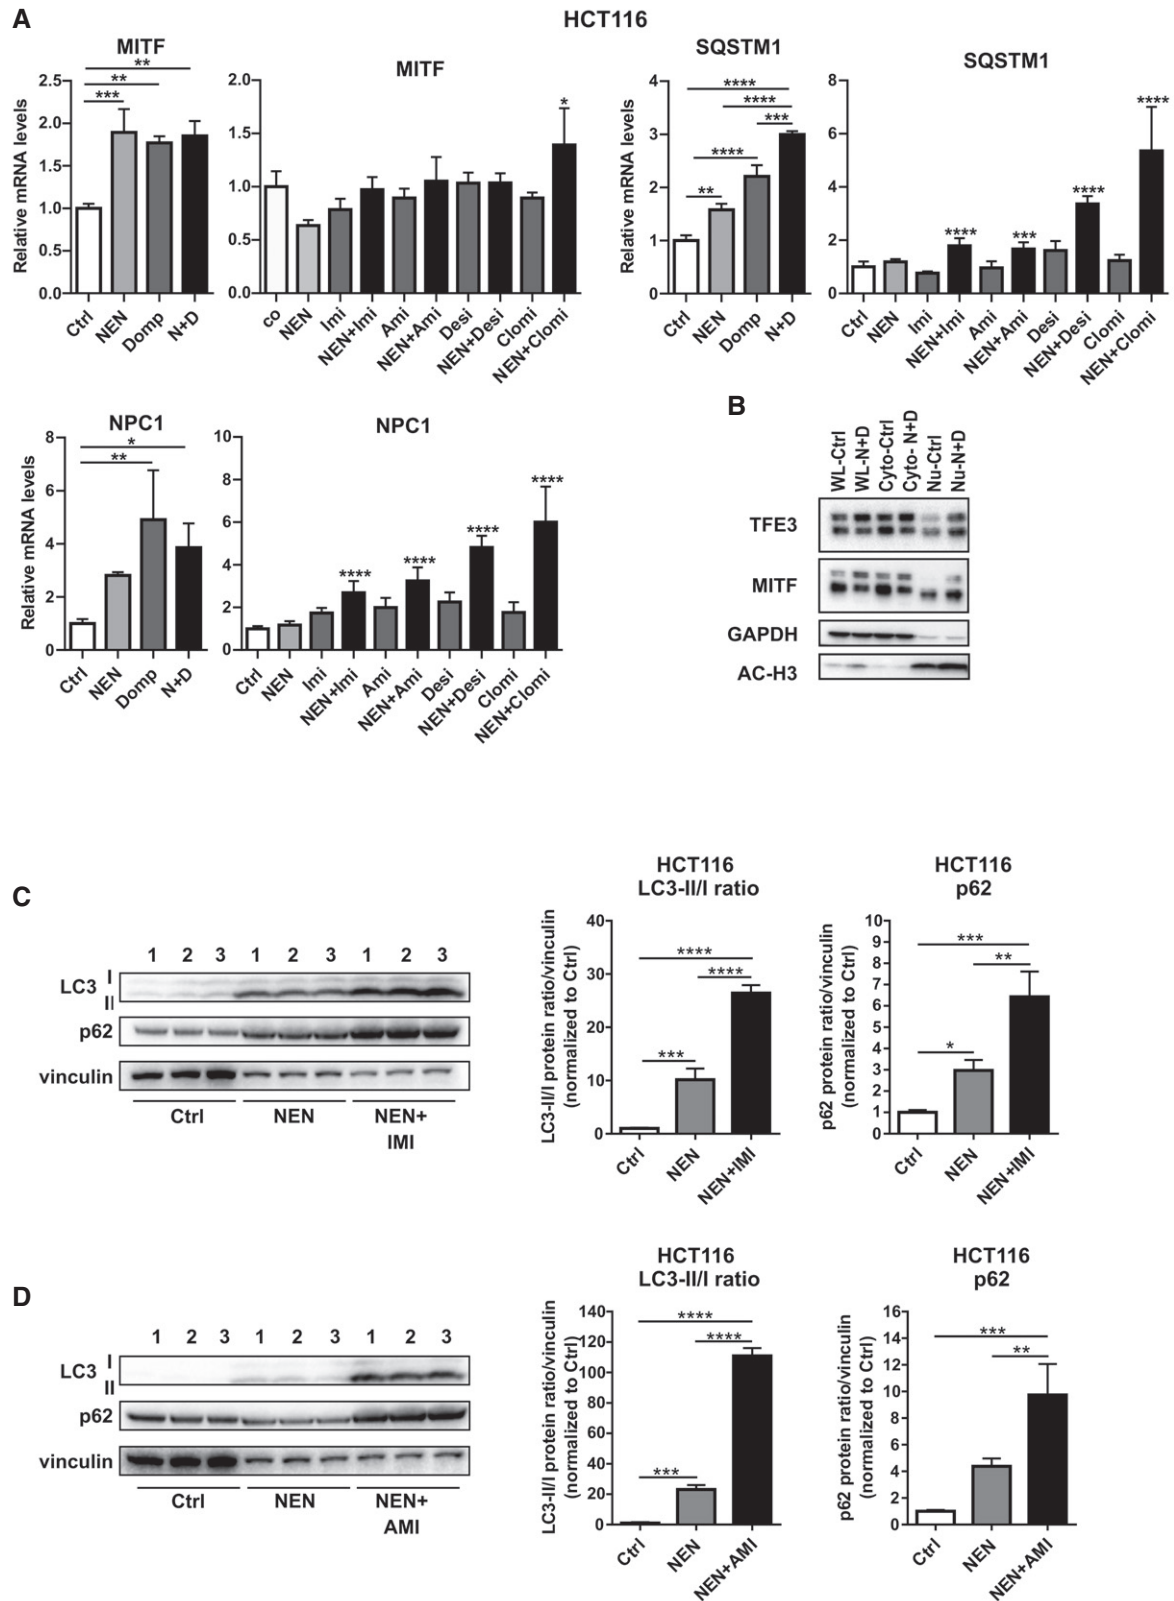 A
HCT116
MITF
Relative mRNA levels
2.5
2.0
1.5
1.0
0.5
0.0
***
**
**
Ctrl
NEN
Domp
N+D
MITF
2.0
1.5
1.0
0.5
0.0
*
co
NEN
Imi
NEN+Imi
Ami
NEN+Ami
Desi
NEN+Desi
Clomi
NEN+Clomi
SQSTM1
Relative mRNA levels
4
3
2
1
0
****
****
***
****
**
Ctrl
NEN
Domp
N+D
SQSTM1
8
6
4
2
0
****
***
****
****
Ctrl
NEN
Imi
NEN+Imi
Ami
NEN+Ami
Desi
NEN+Desi
Clomi
NEN+Clomi
NPC1
Relative mRNA levels
8
6
4
2
0
*
**
Ctrl
NEN
Domp
N+D
NPC1
10
8
6
4
2
0
****
****
****
****
Ctrl
NEN
Imi
NEN+Imi
Ami
NEN+Ami
Desi
NEN+Desi
Clomi
NEN+Clomi
B
WL-Ctrl
WL-N+D
Cyto-Ctrl
Cyto- N+D
Nu-Ctrl
Nu-N+D
TFE3
MITF
GAPDH
AC-H3
C
1 2 3 1 2 3 1 2 3
LC3 I
II
p62
vinculin
Ctrl NEN NEN+
IMI
HCT116
LC3-II/I ratio
LC3-II/I protein ratio/vinculin
(normalized to Ctrl)
40
30
20
10
0
****
****
***
Ctrl
NEN
NEN+IMI
HCT116
p62
p62 protein ratio/vinculin
(normalized to Ctrl)
10
9
8
7
6
5
4
3
2
1
0
***
**
*
Ctrl
NEN
NEN+IMI
D
1 2 3 1 2 3 1 2 3
LC3 I
II
p62
vinculin
Ctrl NEN NEN+
AMI
HCT116
LC3-II/I ratio
LC3-II/I protein ratio/vinculin
(normalized to Ctrl)
140
120
100
80
60
40
20
0
****
****
***
Ctrl
NEN
NEN+AMI
HCT116
p62
p62 protein ratio/vinculin
(normalized to Ctrl)
16
14
12
10
8
6
4
2
0
***
**
Ctrl
NEN
NEN+AMI